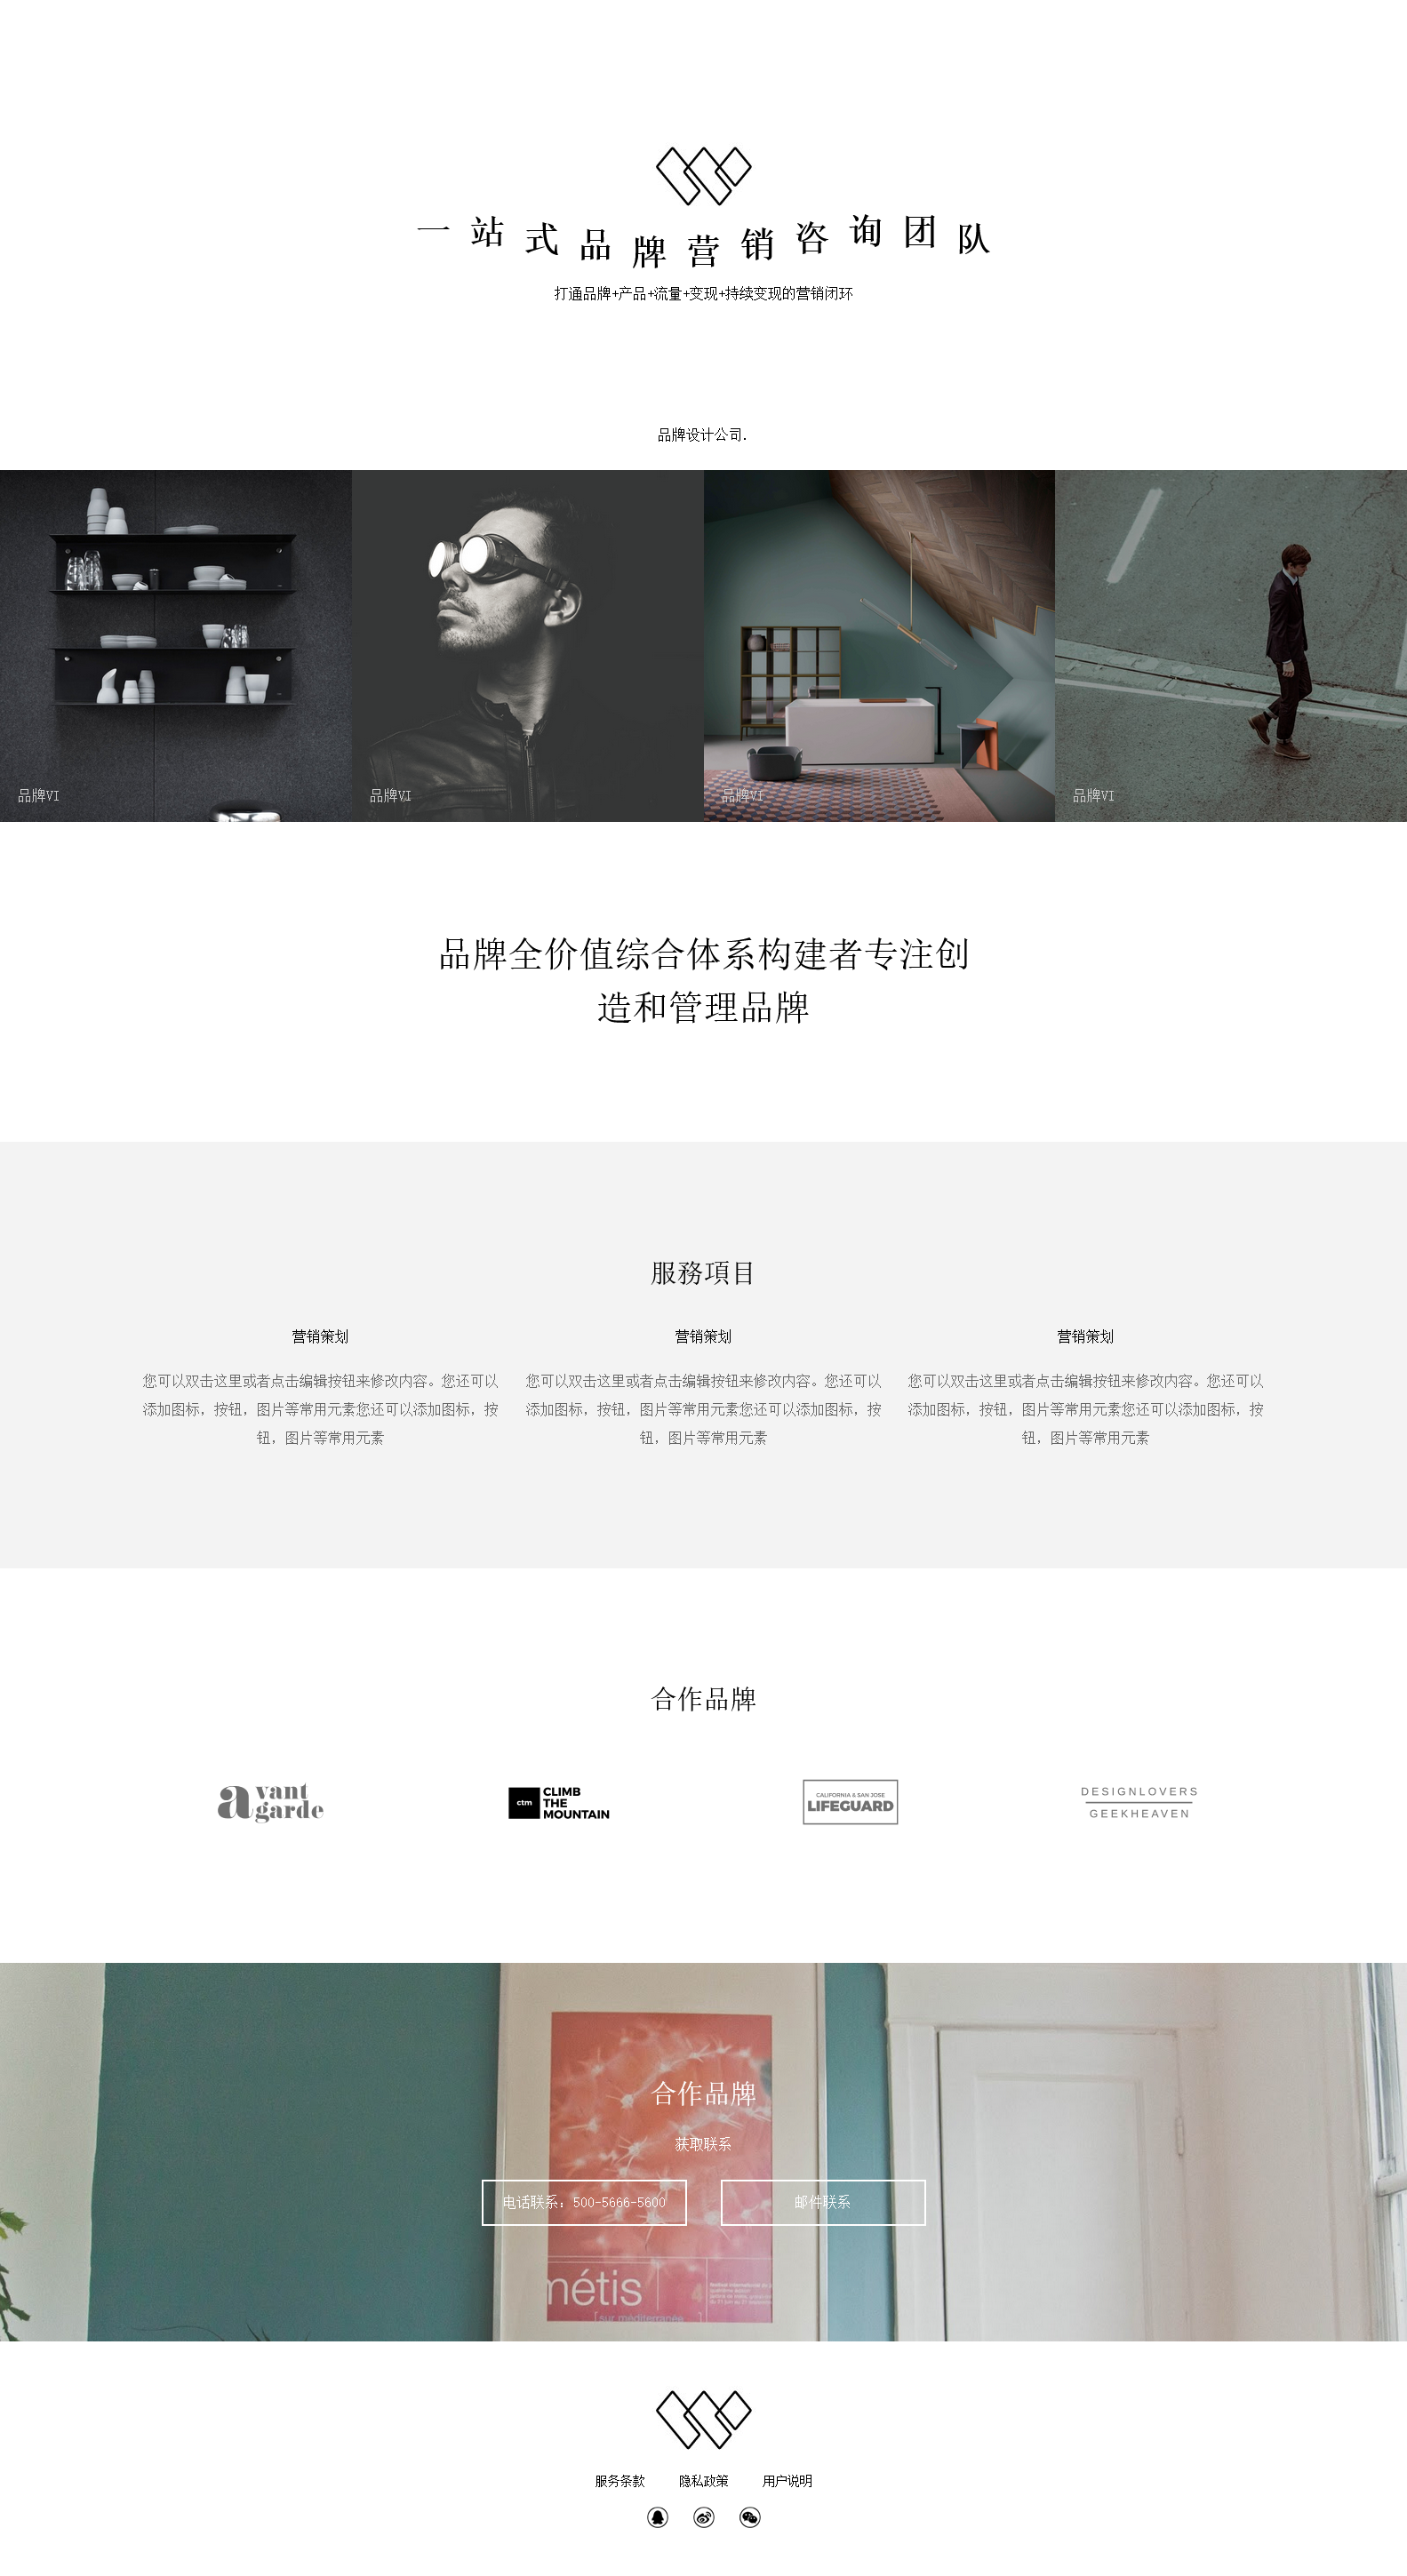 一站式品牌营销咨询团队
打通品牌+产品+流量+变现+持续变现的营销闭环
品牌设计公司.
品牌VI
品牌VI
品牌VI
品牌VI
品牌全价值综合体系构建者专注创
造和管理品牌
服務項目
营销策划
您可以双击这里或者点击编辑按钮来修改内容。您还可以
添加图标，按钮，图片等常用元素您还可以添加图标，按
钮，图片等常用元素
营销策划
您可以双击这里或者点击编辑按钮来修改内容。您还可以
添加图标，按钮，图片等常用元素您还可以添加图标，按
钮，图片等常用元素
营销策划
您可以双击这里或者点击编辑按钮来修改内容。您还可以
添加图标，按钮，图片等常用元素您还可以添加图标，按
钮，图片等常用元素
合作品牌
avant
garde
ctm
CLIMB
THE
MOUNTAIN
CALIFORNIA & SAN JOSE
LIFEGUARD
DESIGNLOVERS
GEEKHEAVEN
合作品牌
获取联系
电话联系：500-5666-5600
邮件联系
métis
4
[sur méditerranée]
服务条款 隐私政策 用户说明